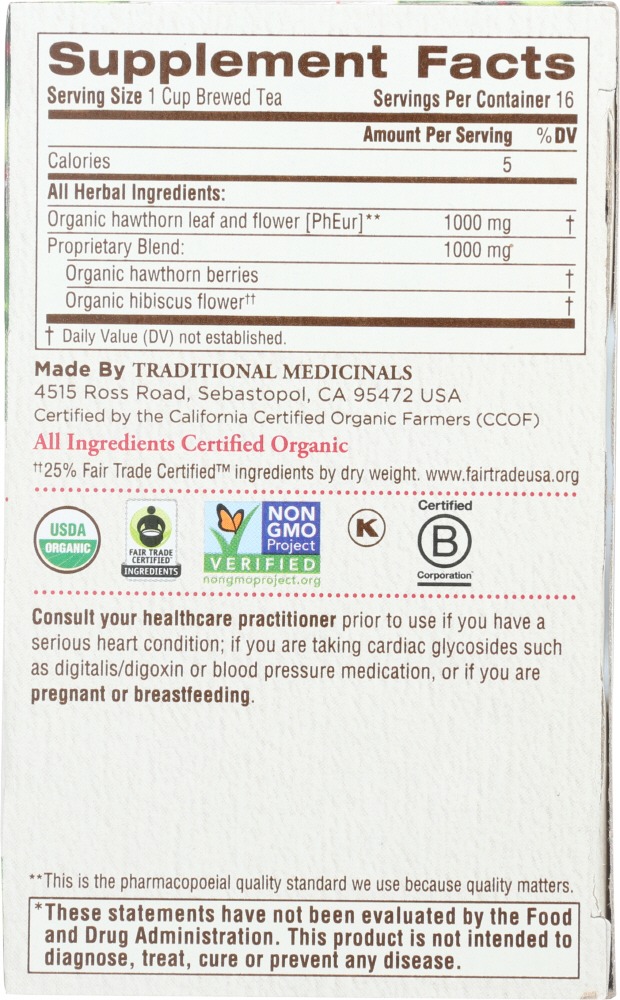 Supplement Facts
Serving Size 1 Cup Brewed Tea Servings Per Container 16
Amount Per Serving %DV
Calories 5
All Herbal Ingredients:
Organic hawthorn leaf and flower [PhEur]** 1000 mg †
Proprietary Blend: 1000 mg
Organic hawthorn berries †
Organic hibiscus flower†† †
† Daily Value (DV) not established.
Made By TRADITIONAL MEDICINALS
4515 Ross Road, Sebastopol, CA 95472 USA
Certified by the California Certified Organic Farmers (CCOF)
All Ingredients Certified Organic
††25% Fair Trade Certified™ ingredients by dry weight. www.fairtradeusa.org
USDA
ORGANIC
FAIR TRADE
CERTIFIED
INGREDIENTS
NON
GMO
Project
VERIFIED
nongmoproject.org
K
Certified
B
Corporation
Consult your healthcare practitioner prior to use if you have a
serious heart condition; if you are taking cardiac glycosides such
as digitalis/digoxin or blood pressure medication, or if you are
pregnant or breastfeeding.
**This is the pharmacopoeial quality standard we use because quality matters.
*These statements have not been evaluated by the Food
and Drug Administration. This product is not intended to
diagnose, treat, cure or prevent any disease.